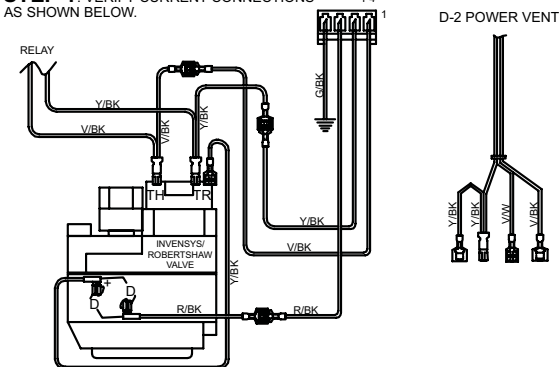 AS SHOWN BELOW.
1
D-2 POWER VENT
RELAY
G/BK
Y/BK
V/BK
V/BK
Y/BK
TH
TR
Y/BK
V/BK
INVENSYS/
ROBERTSHAW
VALVE
Y/BK
+
D
D
R/BK
R/BK
Y/BK
Y/BK
V/W
V/BK